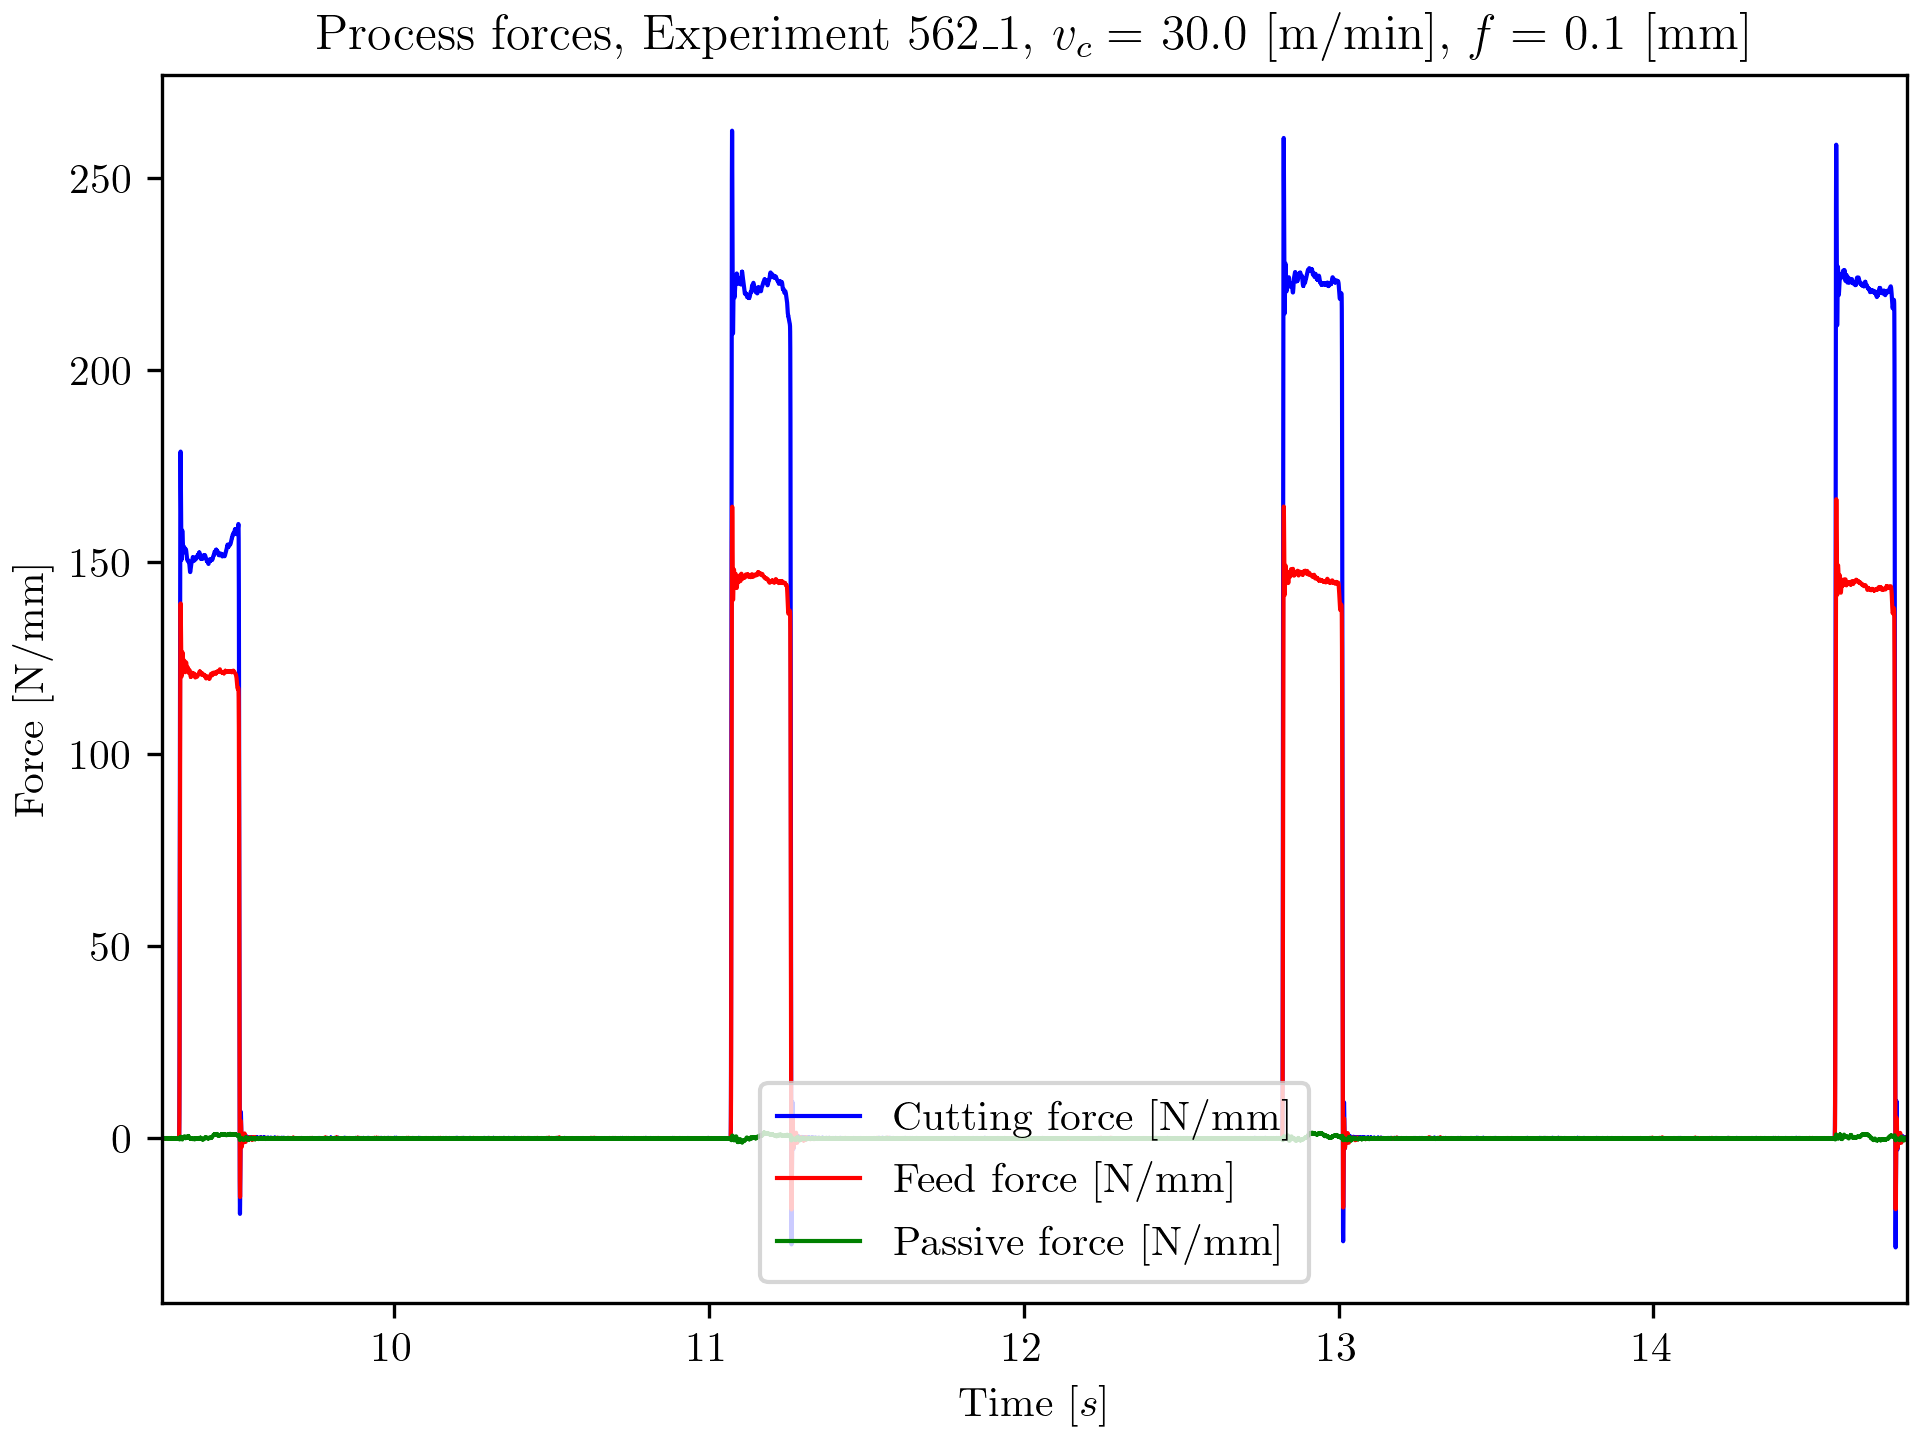 Process forces, Experiment 562_1, v_c = 30.0 [m/min], f = 0.1 [mm]
Force [N/mm]
250
200
150
100
50
0
Cutting force [N/mm]
Feed force [N/mm]
Passive force [N/mm]
10 11 12 13 14
Time [s]